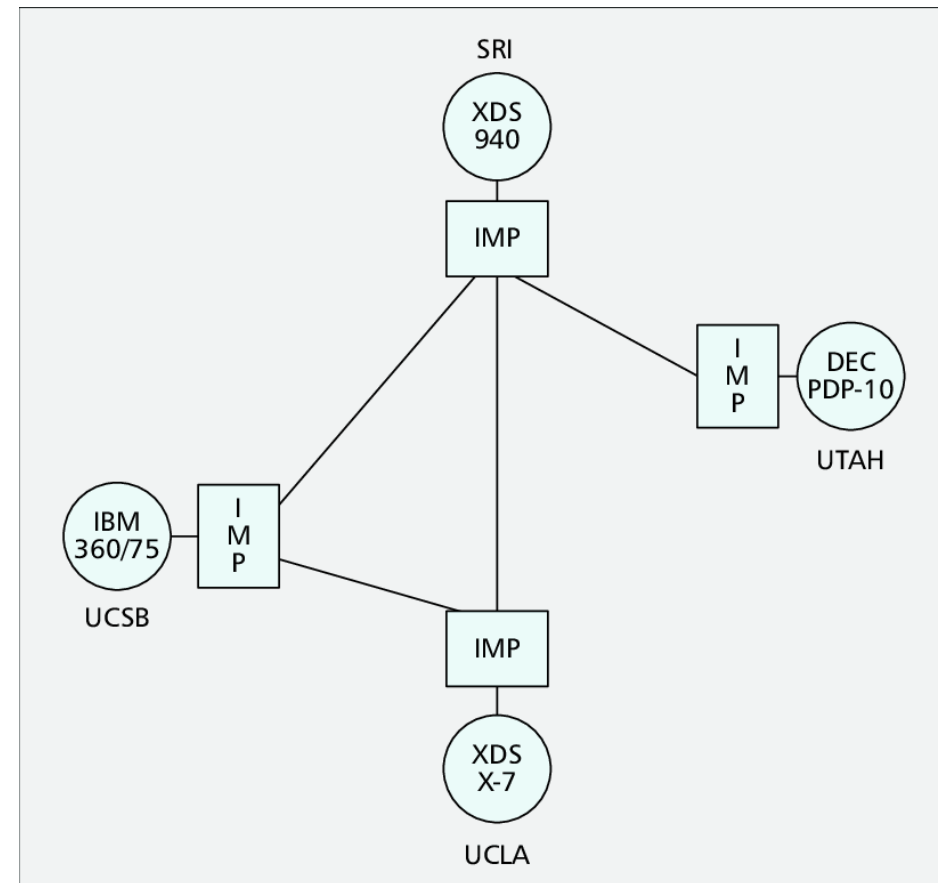 SRI
XDS
940
IMP
I
M
P
DEC
PDP-10
UTAH
IBM
360/75
I
M
P
UCSB
IMP
XDS
X-7
UCLA